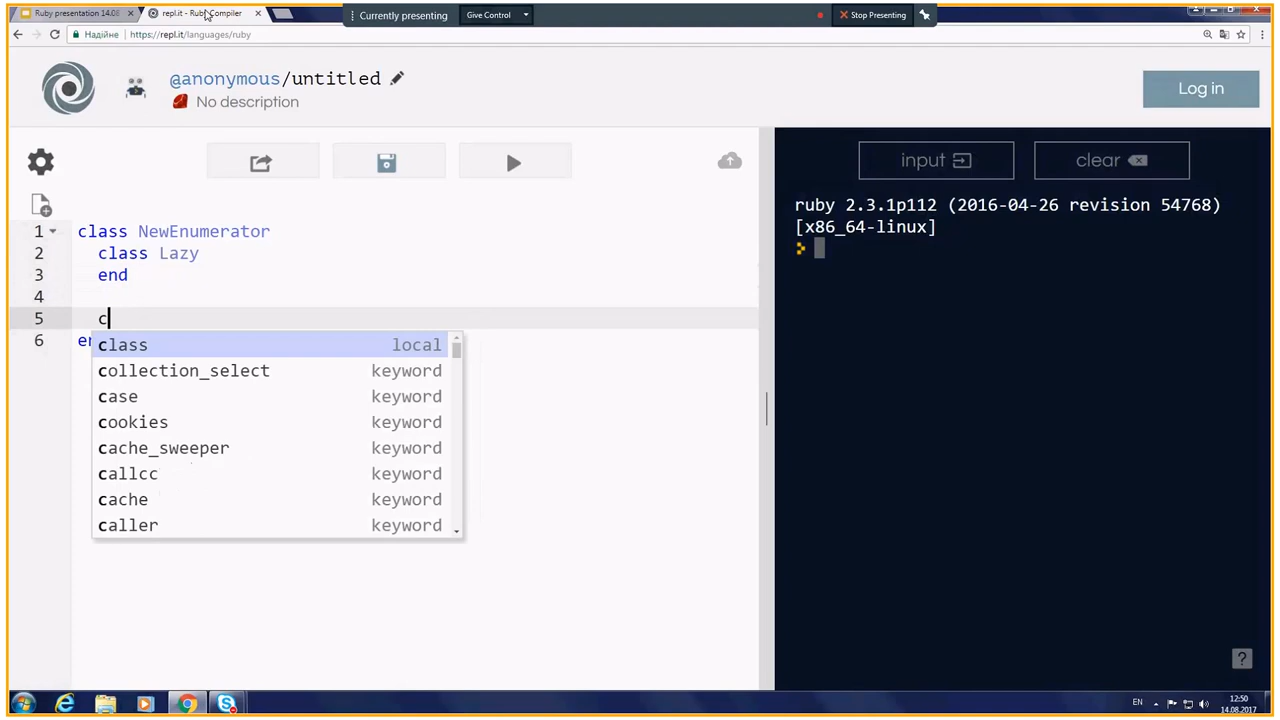 Ruby presentation 14.08
repl.it - Ruby Compiler
Currently presenting
Give Control
Stop Presenting
Надійне
https://repl.it/languages/ruby
@anonymous/untitled
No description
Log in
input
clear
ruby 2.3.1p112 (2016-04-26 revision 54768)
[x86_64-linux]
1 class NewEnumerator
2 class Lazy
3 end
4
5 c
6 en
class local
collection_select keyword
case keyword
cookies keyword
cache_sweeper keyword
callcc keyword
cache keyword
caller keyword
?
EN
12:50
14.08.2017